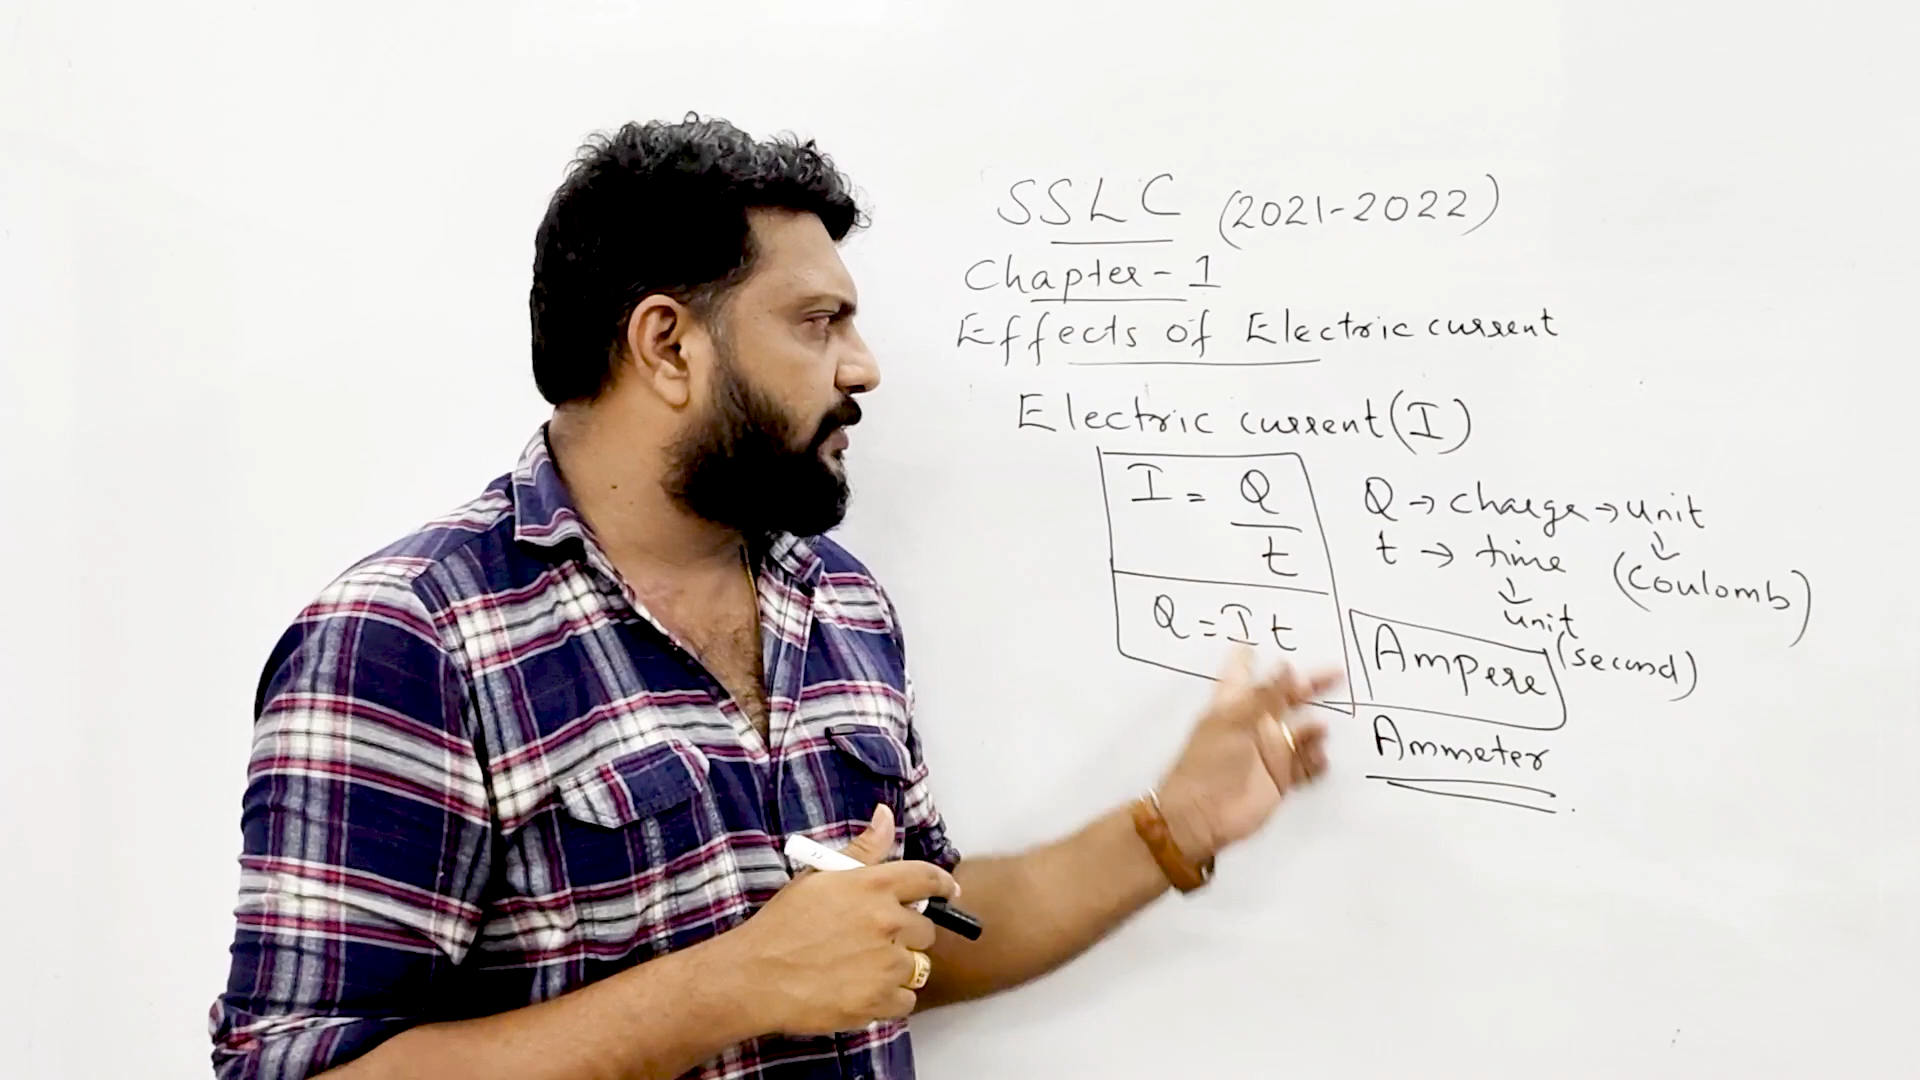 SSLC (2021-2022)
Chapter-1
Effects of Electric current
Electric current (I)
I = Q/t
Q → charge → unit
t → time
(coulomb)
unit
(second)
Q = It
Ampere
Ammeter